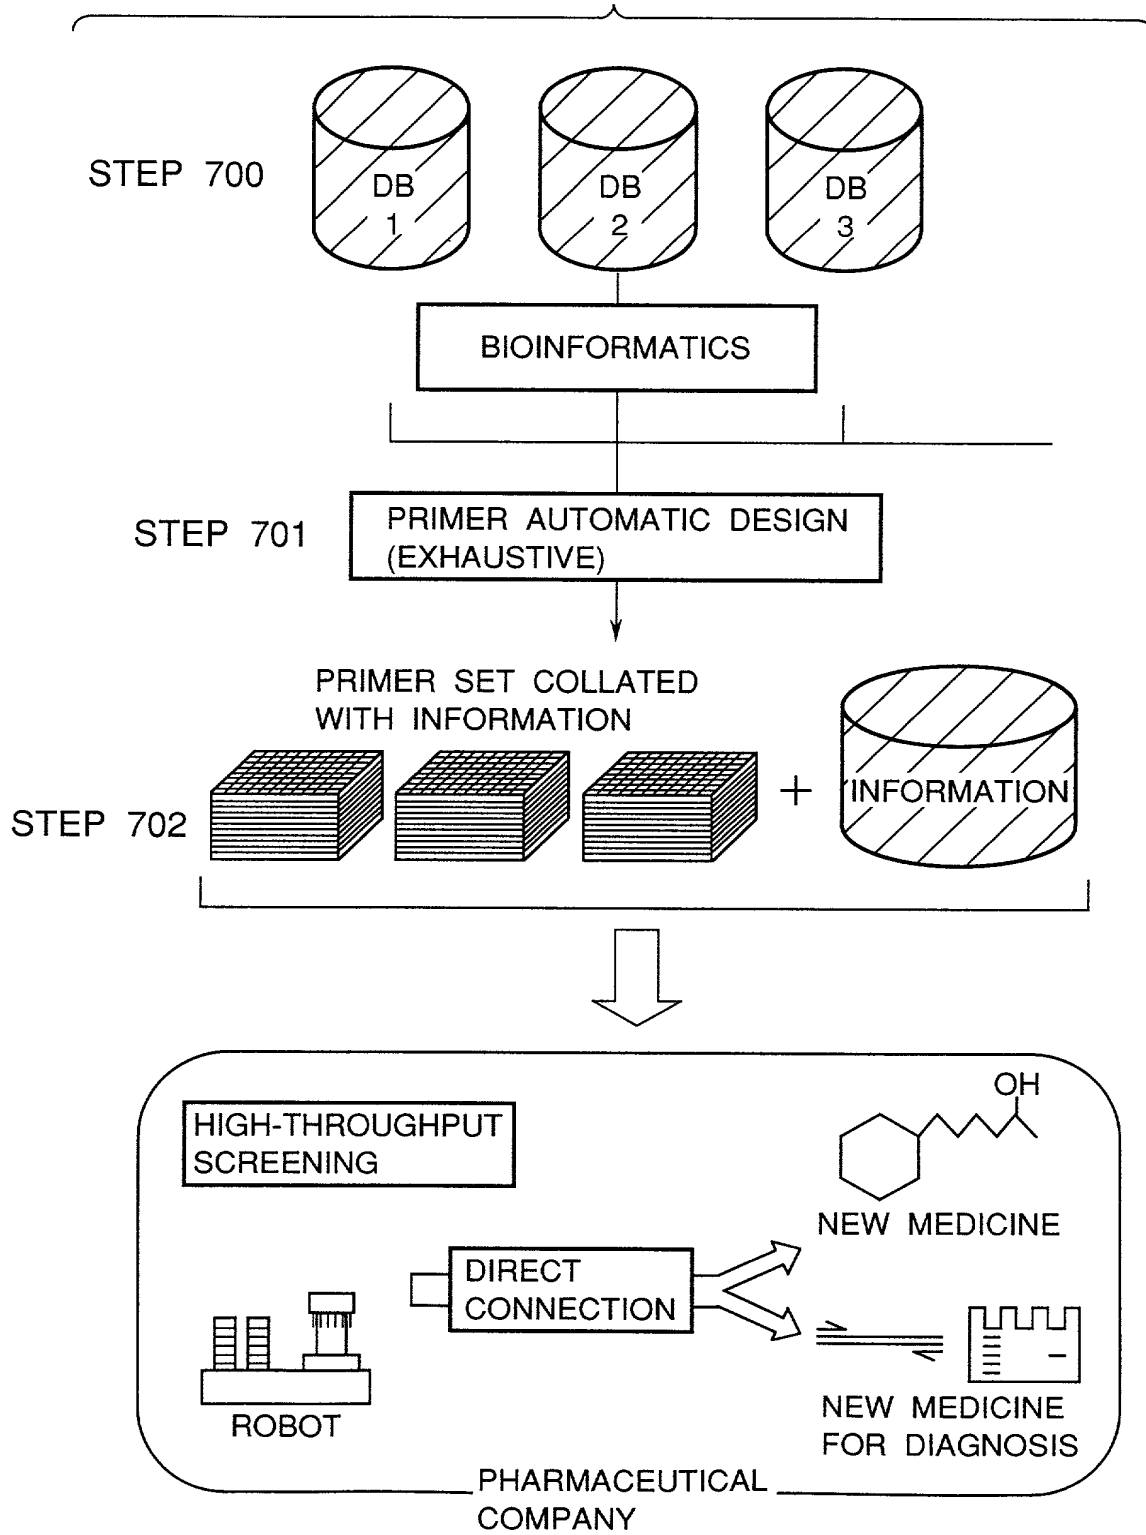 STEP 700
DB
1
DB
2
DB
3
BIOINFORMATICS
STEP 701
PRIMER AUTOMATIC DESIGN
(EXHAUSTIVE)
PRIMER SET COLLATED
WITH INFORMATION
STEP 702
+
INFORMATION
HIGH-THROUGHPUT
SCREENING
OH
NEW MEDICINE
DIRECT
CONNECTION
ROBOT
NEW MEDICINE
FOR DIAGNOSIS
PHARMACEUTICAL
COMPANY